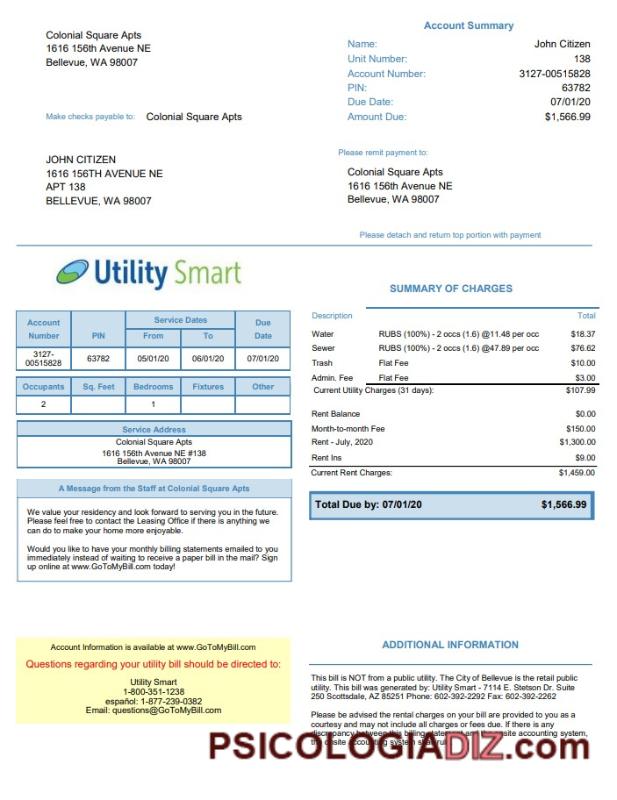 Colonial Square Apts
1616 156th Avenue NE
Bellevue, WA 98007
Account Summary
Name: John Citizen
Unit Number: 138
Account Number: 3127-00515828
PIN: 63782
Due Date: 07/01/20
Amount Due: $1,566.99
Make checks payable to: Colonial Square Apts
Please remit payment to:
JOHN CITIZEN
1616 156TH AVENUE NE
APT 138
BELLEVUE, WA 98007
Colonial Square Apts
1616 156th Avenue NE
Bellevue, WA 98007
Please detach and return top portion with payment
Utility Smart
Account Number PIN Service Dates From To Due Date
3127-00515828 63782 05/01/20 06/01/20 07/01/20
Occupants Sq. Feet Bedrooms Fixtures Other
2 1
Service Address
Colonial Square Apts
1616 156th Avenue NE #138
Bellevue, WA 98007
A Message from the Staff at Colonial Square Apts
We value your residency and look forward to serving you in the future.
Please feel free to contact the Leasing Office if there is anything we
can do to make your home more enjoyable.
Would you like to have your monthly billing statements emailed to you
immediately instead of waiting to receive a paper bill in the mail? Sign
up online at www.GoToMyBill.com today!
SUMMARY OF CHARGES
Description Total
Water RUBS (100%) - 2 occs (1.6) @11.48 per occ $18.37
Sewer RUBS (100%) - 2 occs (1.6) @47.89 per occ $76.62
Trash Flat Fee $10.00
Admin. Fee Flat Fee $3.00
Current Utility Charges (31 days): $107.99
Rent Balance $0.00
Month-to-month Fee $150.00
Rent - July, 2020 $1,300.00
Rent Ins $9.00
Current Rent Charges: $1,459.00
Total Due by: 07/01/20 $1,566.99
Account Information is available at www.GoToMyBill.com
Questions regarding your utility bill should be directed to:
Utility Smart
1-800-351-1238
español: 1-877-239-0382
Email: questions@GoToMyBill.com
ADDITIONAL INFORMATION
This bill is NOT from a public utility. The City of Bellevue is the retail public
utility. This bill was generated by: Utility Smart - 7114 E. Stetson Dr. Suite
250 Scottsdale, AZ 85251 Phone: 602-392-2292 Fax: 602-392-2262
Please be advised the rental charges on your bill are provided to you as a
courtesy and may not include all charges or fees due. If there is any
discrepancy between this billing statement and the onsite accounting system,
the onsite accounting system
PSICOLOGIADIZ.com